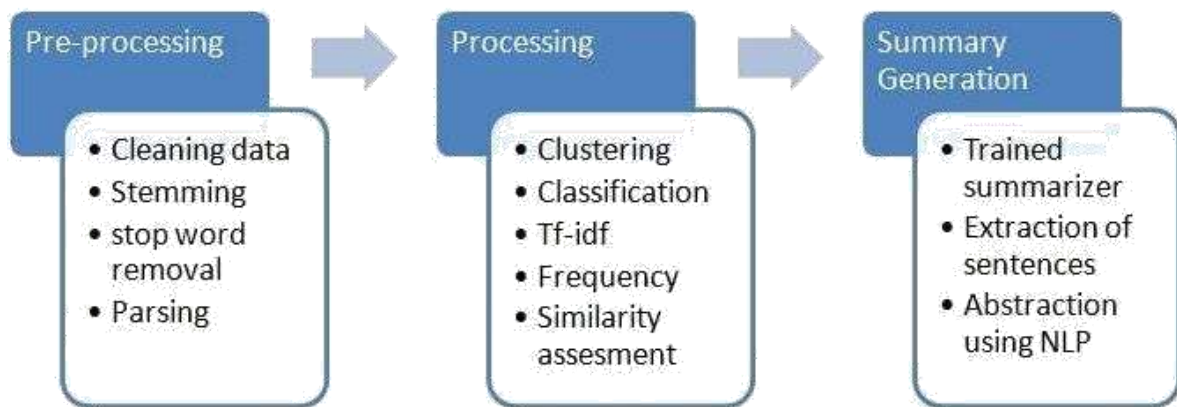 Pre-processing
• Cleaning data
• Stemming
• stop word
removal
• Parsing
Processing
• Clustering
• Classification
• Tf-idf
• Frequency
• Similarity
assesment
Summary
Generation
• Trained
summarizer
• Extraction of
sentences
• Abstraction
using NLP